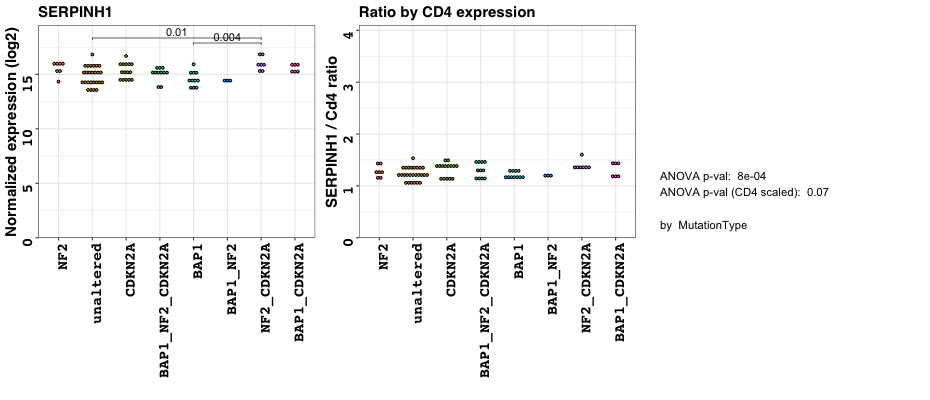 SERPINH1
Normalized expression (log2)
0
5
10
15
0.01
0.004
NF2
unaltered
CDKN2A
BAP1_NF2_CDKN2A
BAP1
BAP1_NF2
NF2_CDKN2A
BAP1_CDKN2A
Ratio by CD4 expression
SERPINH1 / Cd4 ratio
0
1
2
3
4
NF2
unaltered
CDKN2A
BAP1_NF2_CDKN2A
BAP1
BAP1_NF2
NF2_CDKN2A
BAP1_CDKN2A
ANOVA p-val: 8e-04
ANOVA p-val (CD4 scaled): 0.07
by MutationType